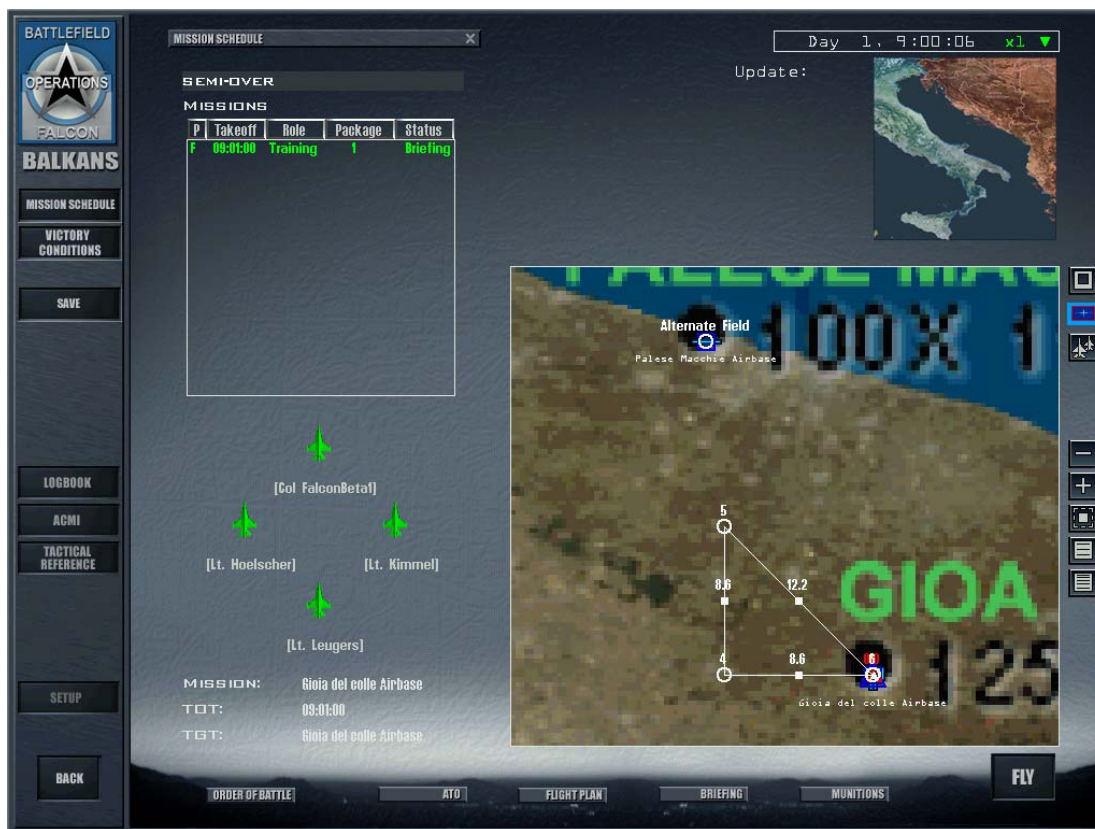 BATTLEFIELD
OPERATIONS
FALCON
BALKANS
MISSION SCHEDULE
VICTORY
CONDITIONS
SAVE
LOGBOOK
ACMI
TACTICAL
REFERENCE
SETUP
BACK
MISSION SCHEDULE X
SEMI-OVER
MISSIONS
P Takeoff Role Package Status
F 09:01:00 Training 1 Briefing
[Col FalconBeta1]
[Lt. Hoelscher] [Lt. Kimmel]
[Lt. Leugers]
MISSION: Gioia del colle Airbase
TOT: 09:01:00
TGT: Gioia del colle Airbase
Day 1, 9:00:06 x1
Update:
PALESE MAC
Alternate Field
100X 1
Palese Macchie Airbase
5
8.6 12.2
GIOA
4 8.6 6
125
Gioia del colle Airbase
ORDER OF BATTLE ATO FLIGHT PLAN BRIEFING MUNITIONS
FLY